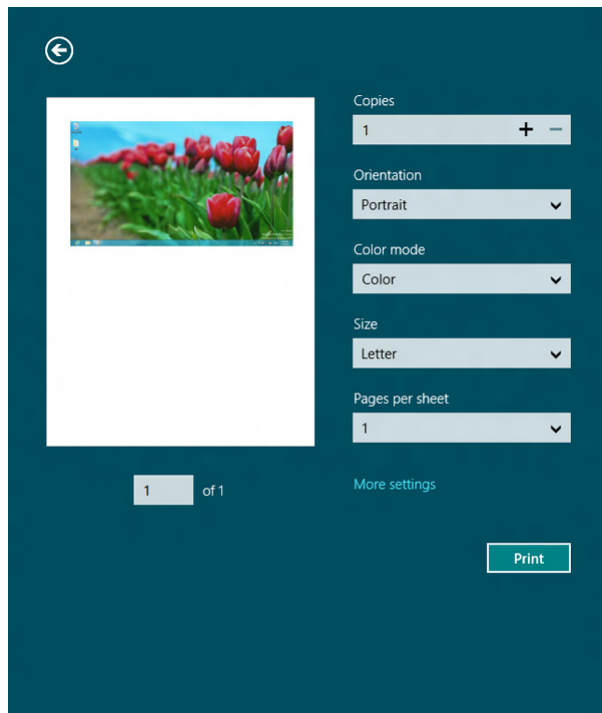 Copies
1
Orientation
Portrait
Color mode
Color
Size
Letter
Pages per sheet
1
1 of 1
More settings
Print